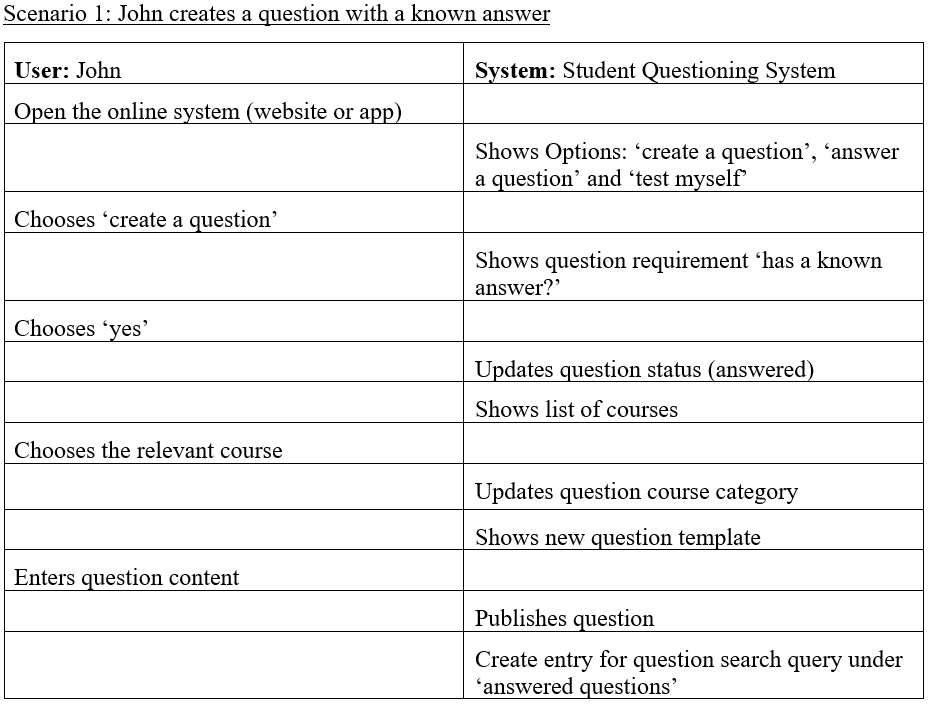 Scenario 1: John creates a question with a known answer
User: John
System: Student Questioning System
Open the online system (website or app)
Shows Options: ‘create a question’, ‘answer
a question’ and ‘test myself’
Chooses ‘create a question’
Shows question requirement ‘has a known
answer?’
Chooses ‘yes’
Updates question status (answered)
Shows list of courses
Chooses the relevant course
Updates question course category
Shows new question template
Enters question content
Publishes question
Create entry for question search query under
‘answered questions’